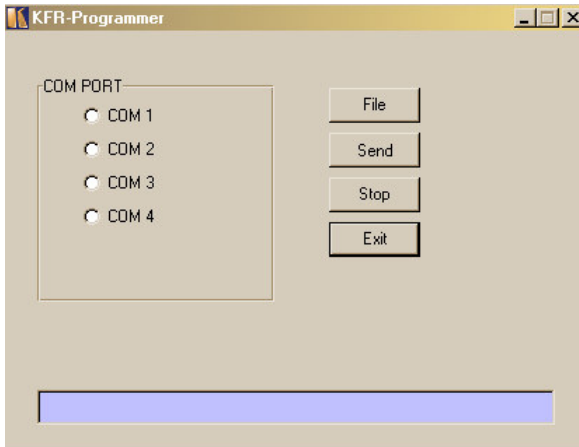 KFR-Programmer
COM PORT
COM 1
COM 2
COM 3
COM 4
File
Send
Stop
Exit